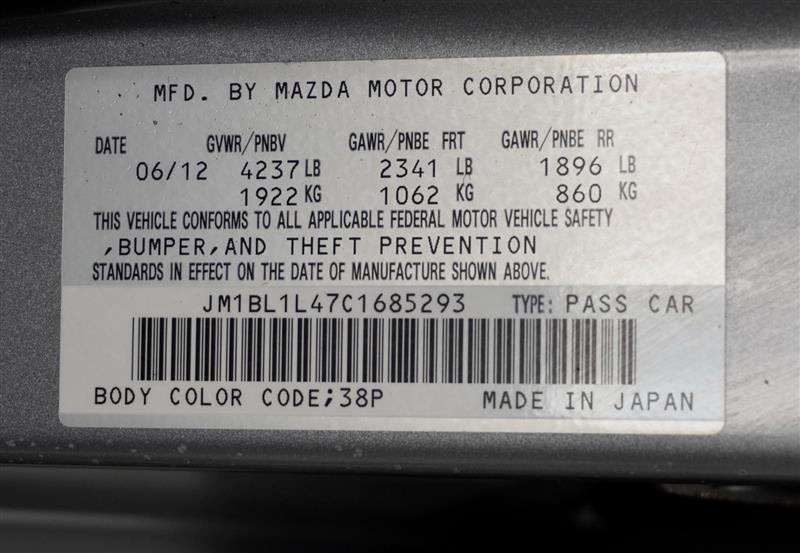 MFD. BY MAZDA MOTOR CORPORATION
DATE GVWR/PNBV GAWR/PNBE FRT GAWR/PNBE RR
06/12 4237 LB 2341 LB 1896 LB
1922 KG 1062 KG 860 KG
THIS VEHICLE CONFORMS TO ALL APPLICABLE FEDERAL MOTOR VEHICLE SAFETY
,BUMPER,AND THEFT PREVENTION
STANDARDS IN EFFECT ON THE DATE OF MANUFACTURE SHOWN ABOVE.
JM1BL1L47C1685293 TYPE: PASS CAR
BODY COLOR CODE;38P MADE IN JAPAN